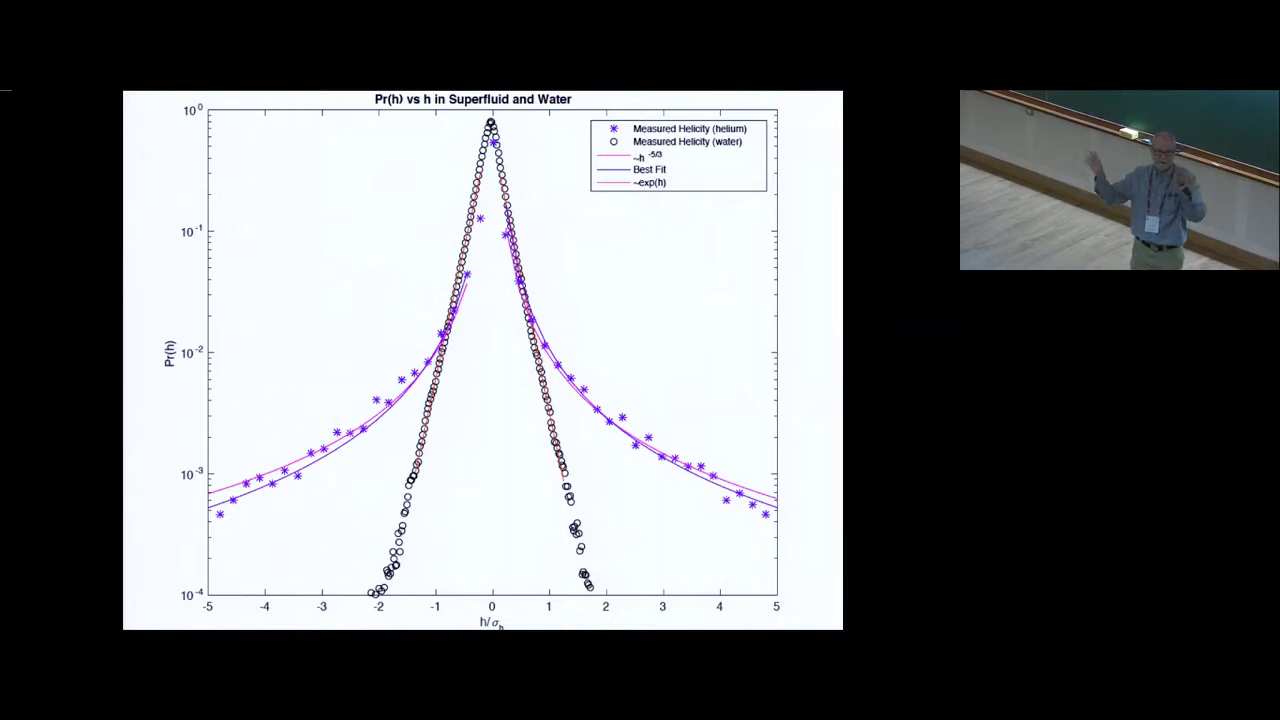 Pr(h) vs h in Superfluid and Water
Measured Helicity (helium)
Measured Helicity (water)
~h -5/3
Best Fit
~exp(h)
10^0
10^-1
10^-2
10^-3
10^-4
Pr(h)
-5 -4 -3 -2 -1 0 1 2 3 4 5
h/σ_h